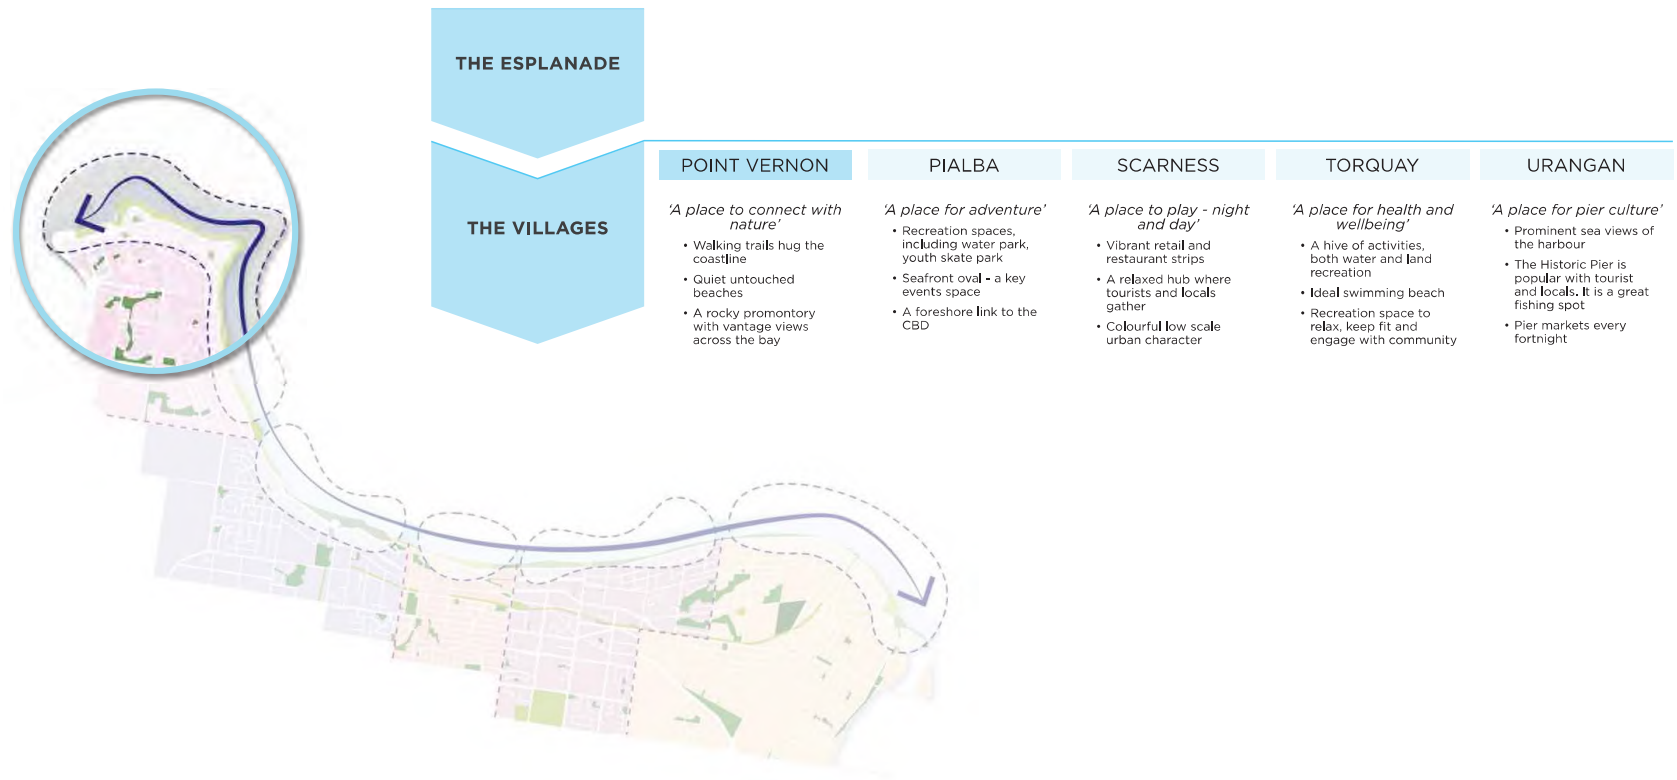 THE ESPLANADE
THE VILLAGES
POINT VERNON
'A place to connect with
nature'
• Walking trails hug the
coastline
• Quiet untouched
beaches
• A rocky promontory
with vantage views
across the bay
PIALBA
'A place for adventure'
• Recreation spaces,
including water park,
youth skate park
• Seafront oval - a key
events space
• A foreshore link to the
CBD
SCARNESS
'A place to play - night
and day'
• Vibrant retail and
restaurant strips
• A relaxed hub where
tourists and locals
gather
• Colourful low scale
urban character
TORQUAY
'A place for health and
wellbeing'
• A hive of activities,
both water and land
recreation
• Ideal swimming beach
• Recreation space to
relax, keep fit and
engage with community
URANGAN
'A place for pier culture'
• Prominent sea views of
the harbour
• The Historic Pier is
popular with tourist
and locals. It is a great
fishing spot
• Pier markets every
fortnight